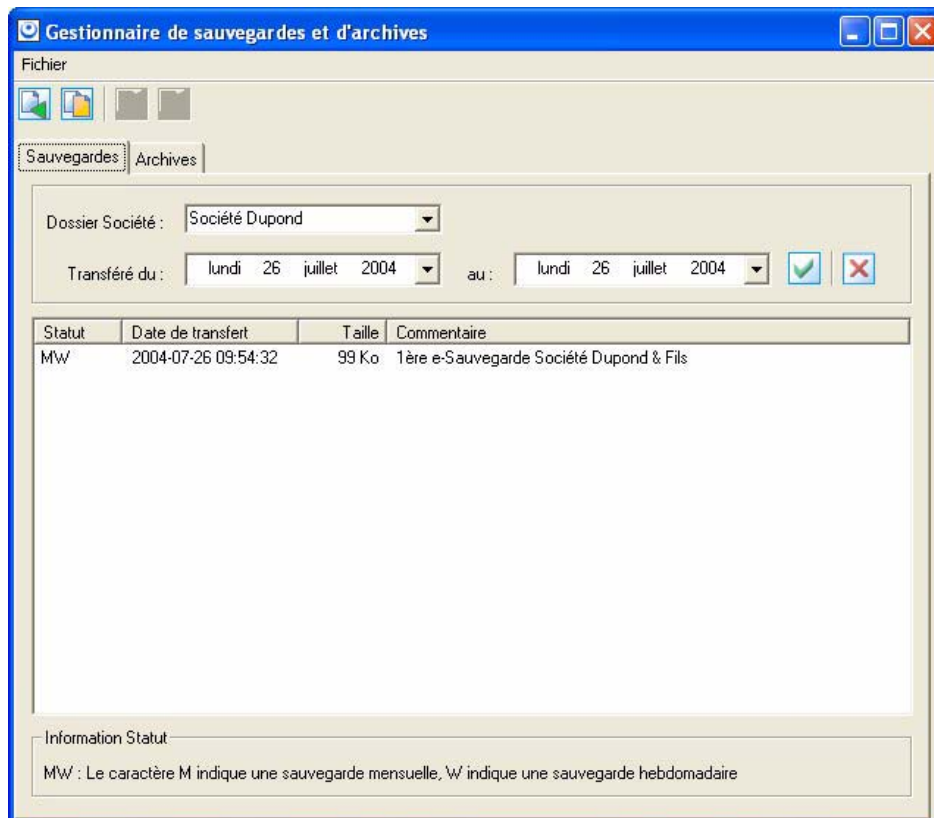 Gestionnaire de sauvegardes et d'archives
Fichier
Sauvegardes Archives
Dossier Société : Société Dupond
Transféré du : lundi 26 juillet 2004 au : lundi 26 juillet 2004
Statut Date de transfert Taille Commentaire
MW 2004-07-26 09:54:32 99 Ko 1ère e-Sauvegarde Société Dupond & Fils
Information Statut
MW : Le caractère M indique une sauvegarde mensuelle, W indique une sauvegarde hebdomadaire